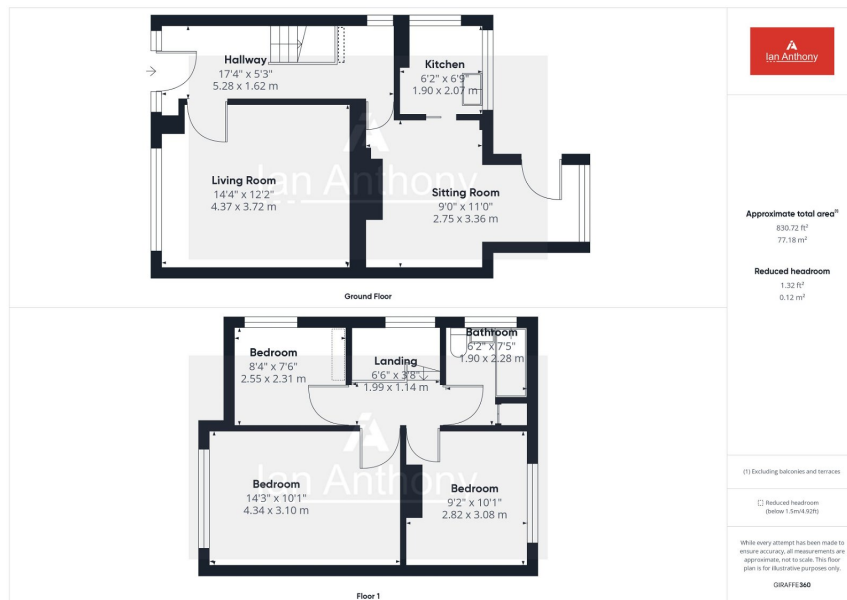 Hallway
17'4" x 5'3"
5.28 x 1.62 m
Kitchen
6'2" x 6'9"
1.90 x 2.07 m
Living Room
14'4" x 12'2"
4.37 x 3.72 m
Sitting Room
9'0" x 11'0"
2.75 x 3.36 m
Ian Anthony
Ground Floor
Bedroom
8'4" x 7'6"
2.55 x 2.31 m
Landing
6'6" x 3'8"
1.99 x 1.14 m
Bathroom
6'2" x 7'5"
1.90 x 2.28 m
Bedroom
14'3" x 10'1"
4.34 x 3.10 m
Bedroom
9'2" x 10'1"
2.82 x 3.08 m
Ian Anthony
Floor 1
Ian Anthony
Approximate total area(1)
830.72 ft²
77.18 m²
Reduced headroom
1.32 ft²
0.12 m²
(1) Excluding balconies and terraces
Reduced headroom
(below 1.5m/4.92ft)
While every attempt has been made to
ensure accuracy, all measurements are
approximate, not to scale. This floor
plan is for illustrative purposes only.
GIRAFFE360